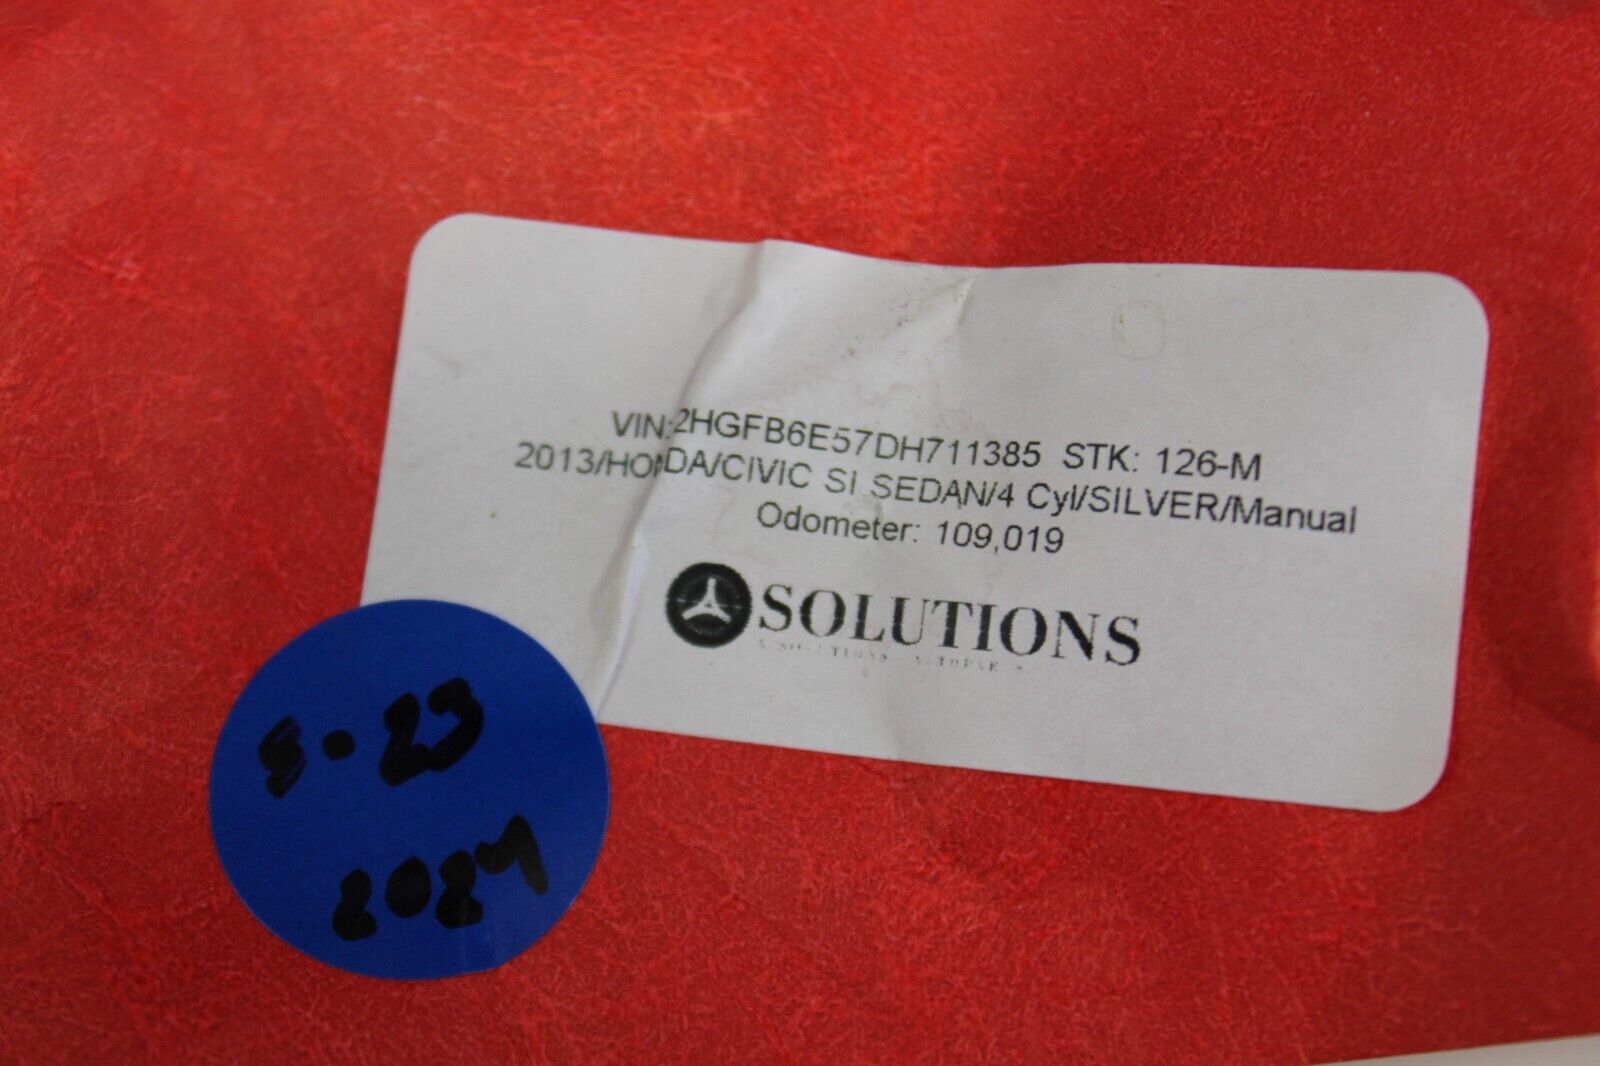 VIN:2HGFB6E57DH711385 STK: 126-M
2013/HONDA/CIVIC SI SEDAN/4 Cyl/SILVER/Manual
Odometer: 109,019
SOLUTIONS
23
2024